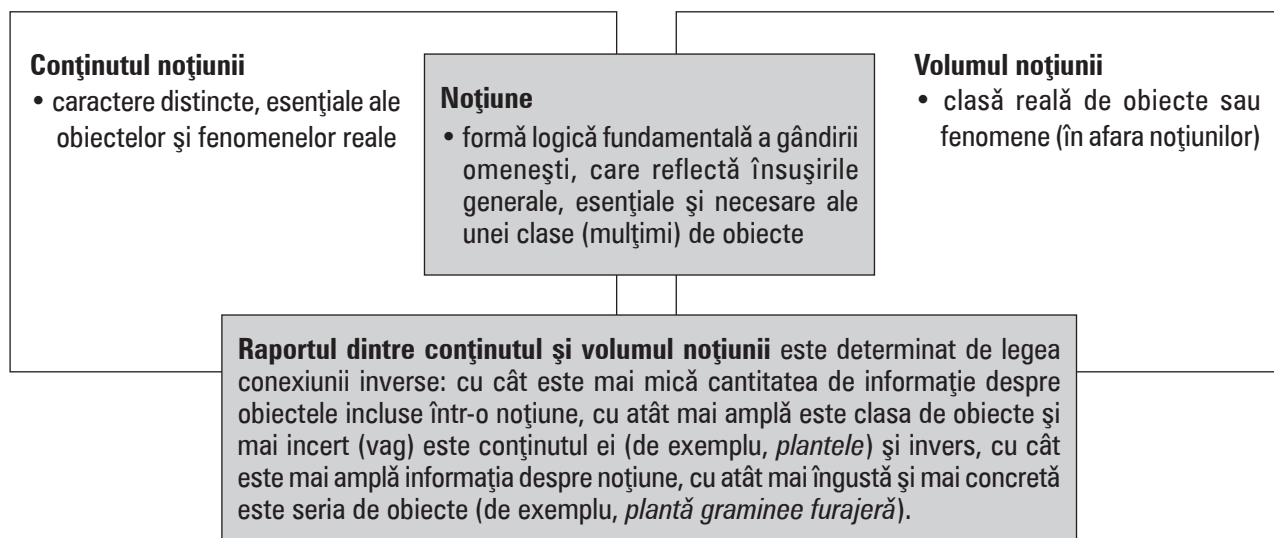 Conţinutul noţiunii
• caractere distincte, esenţiale ale
obiectelor şi fenomenelor reale
Noţiune
• formă logică fundamentală a gândirii
omeneşti, care reflectă însuşirile
generale, esenţiale şi necesare ale
unei clase (mulţimi) de obiecte
Volumul noţiunii
• clasă reală de obiecte sau
fenomene (în afara noţiunilor)
Raportul dintre conţinutul şi volumul noţiunii este determinat de legea
conexiunii inverse: cu cât este mai mică cantitatea de informaţie despre
obiectele incluse într-o noţiune, cu atât mai amplă este clasa de obiecte şi
mai incert (vag) este conţinutul ei (de exemplu, plantele) şi invers, cu cât
este mai amplă informaţia despre noţiune, cu atât mai îngustă şi mai concretă
este seria de obiecte (de exemplu, plantă graminee furajeră).